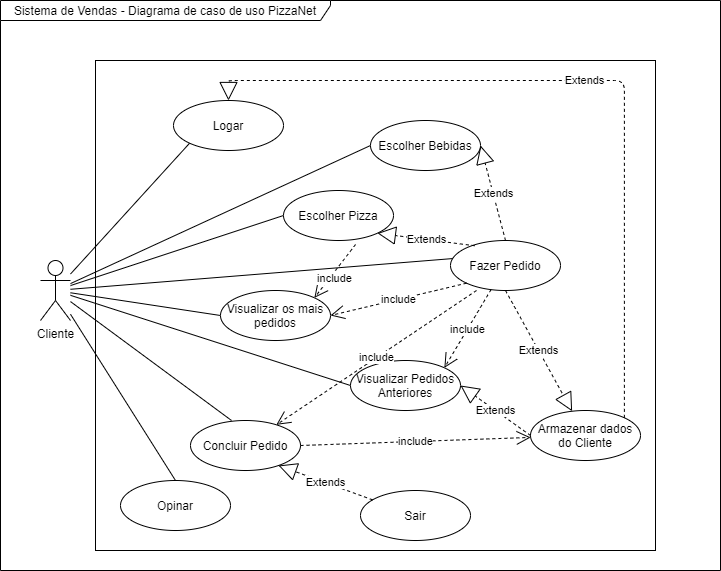 Sistema de Vendas - Diagrama de caso de uso PizzaNet
Extends
Logar
Escolher Bebidas
Extends
Escolher Pizza
Extends
Fazer Pedido
include
Cliente
Visualizar os mais
pedidos
include
include
Extends
include
Visualizar Pedidos
Anteriores
Extends
Armazenar dados
do Cliente
Concluir Pedido
include
Extends
Opinar
Sair